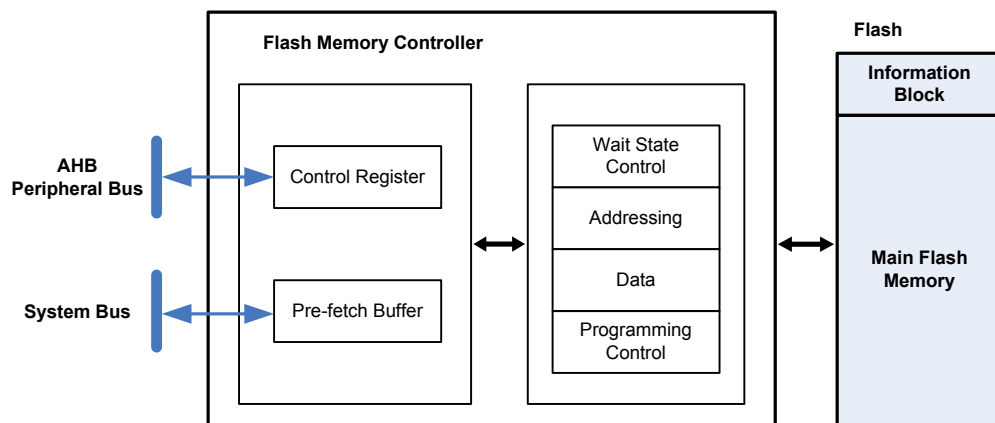 Flash Memory Controller
Flash
Information
Block
AHB
Peripheral Bus
Control Register
Wait State
Control
Addressing
Data
Programming
Control
Main Flash
Memory
System Bus
Pre-fetch Buffer